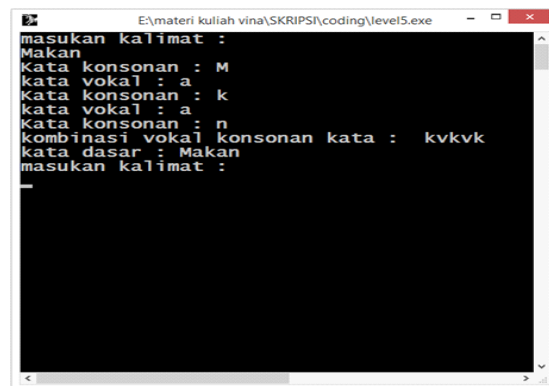 E:\materi kuliah vina\SKRIPSI\coding\level5.exe
masukan kalimat :
Makan
Kata konsonan : M
kata vokal : a
Kata konsonan : k
kata vokal : a
Kata konsonan : n
kombinasi vokal konsonan kata :  kvkvk
kata dasar : Makan
masukan kalimat :